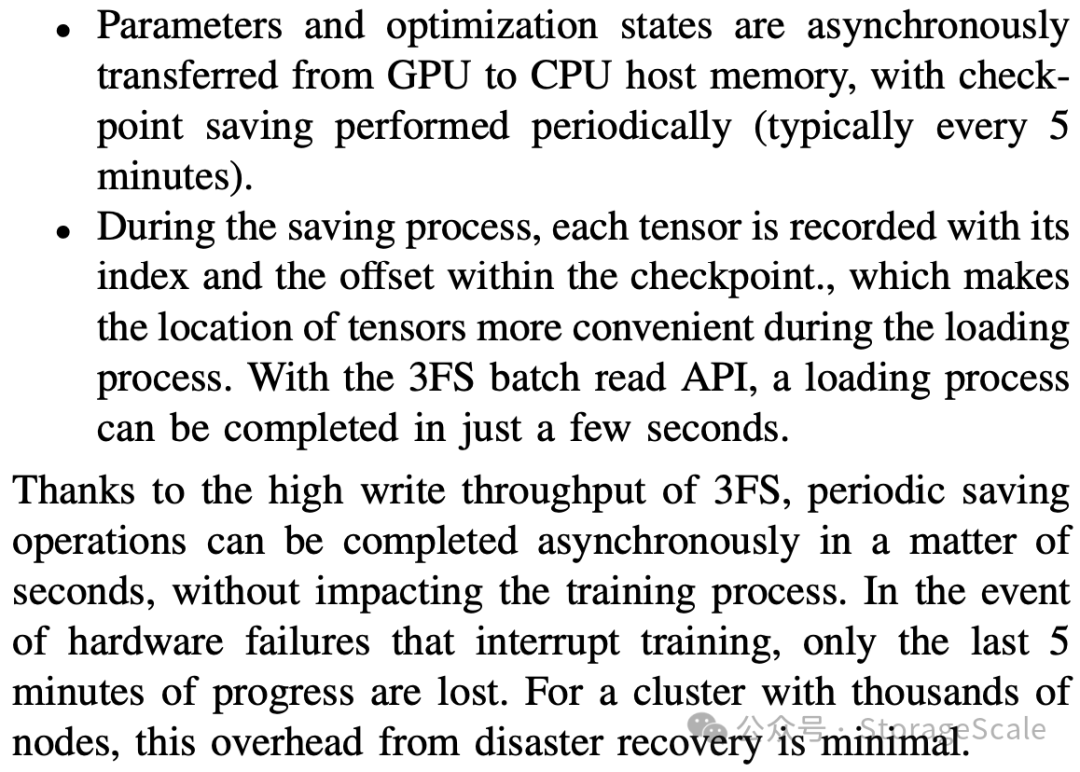 • Parameters and optimization states are asynchronously
transferred from GPU to CPU host memory, with check-
point saving performed periodically (typically every 5
minutes).
• During the saving process, each tensor is recorded with its
index and the offset within the checkpoint., which makes
the location of tensors more convenient during the loading
process. With the 3FS batch read API, a loading process
can be completed in just a few seconds.
Thanks to the high write throughput of 3FS, periodic saving
operations can be completed asynchronously in a matter of
seconds, without impacting the training process. In the event
of hardware failures that interrupt training, only the last 5
minutes of progress are lost. For a cluster with thousands of
nodes, this overhead from disaster recovery is minimal.
公众号 · StorageScale